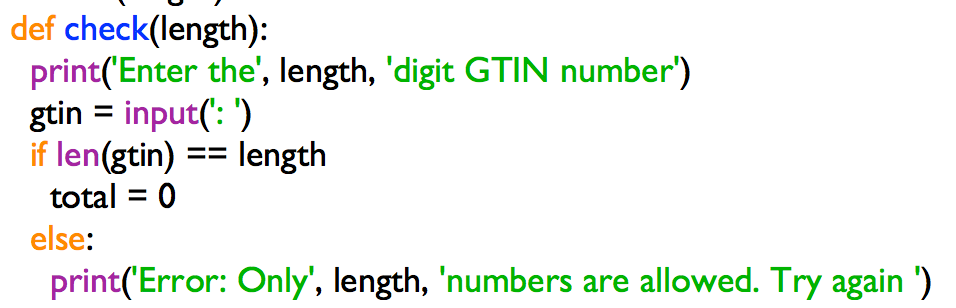 def check(length):
print('Enter the', length, 'digit GTIN number')
gtin = input(': ')
if len(gtin) == length
total = 0
else:
print('Error: Only', length, 'numbers are allowed. Try again ')